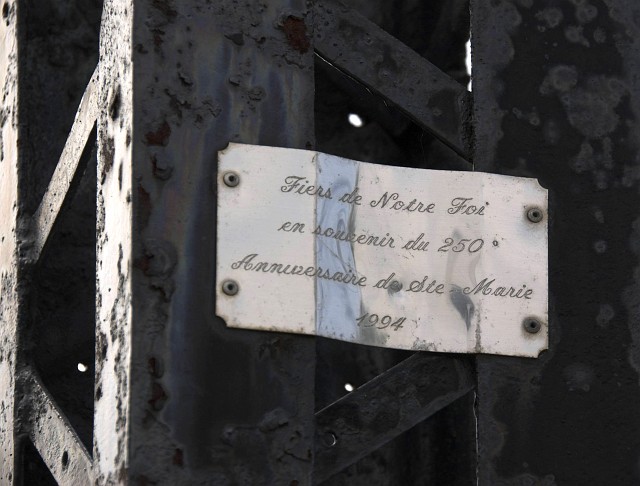 Fiers de Notre Foi
en souvenir du 250°
Anniversaire de Ste-Marie
1994